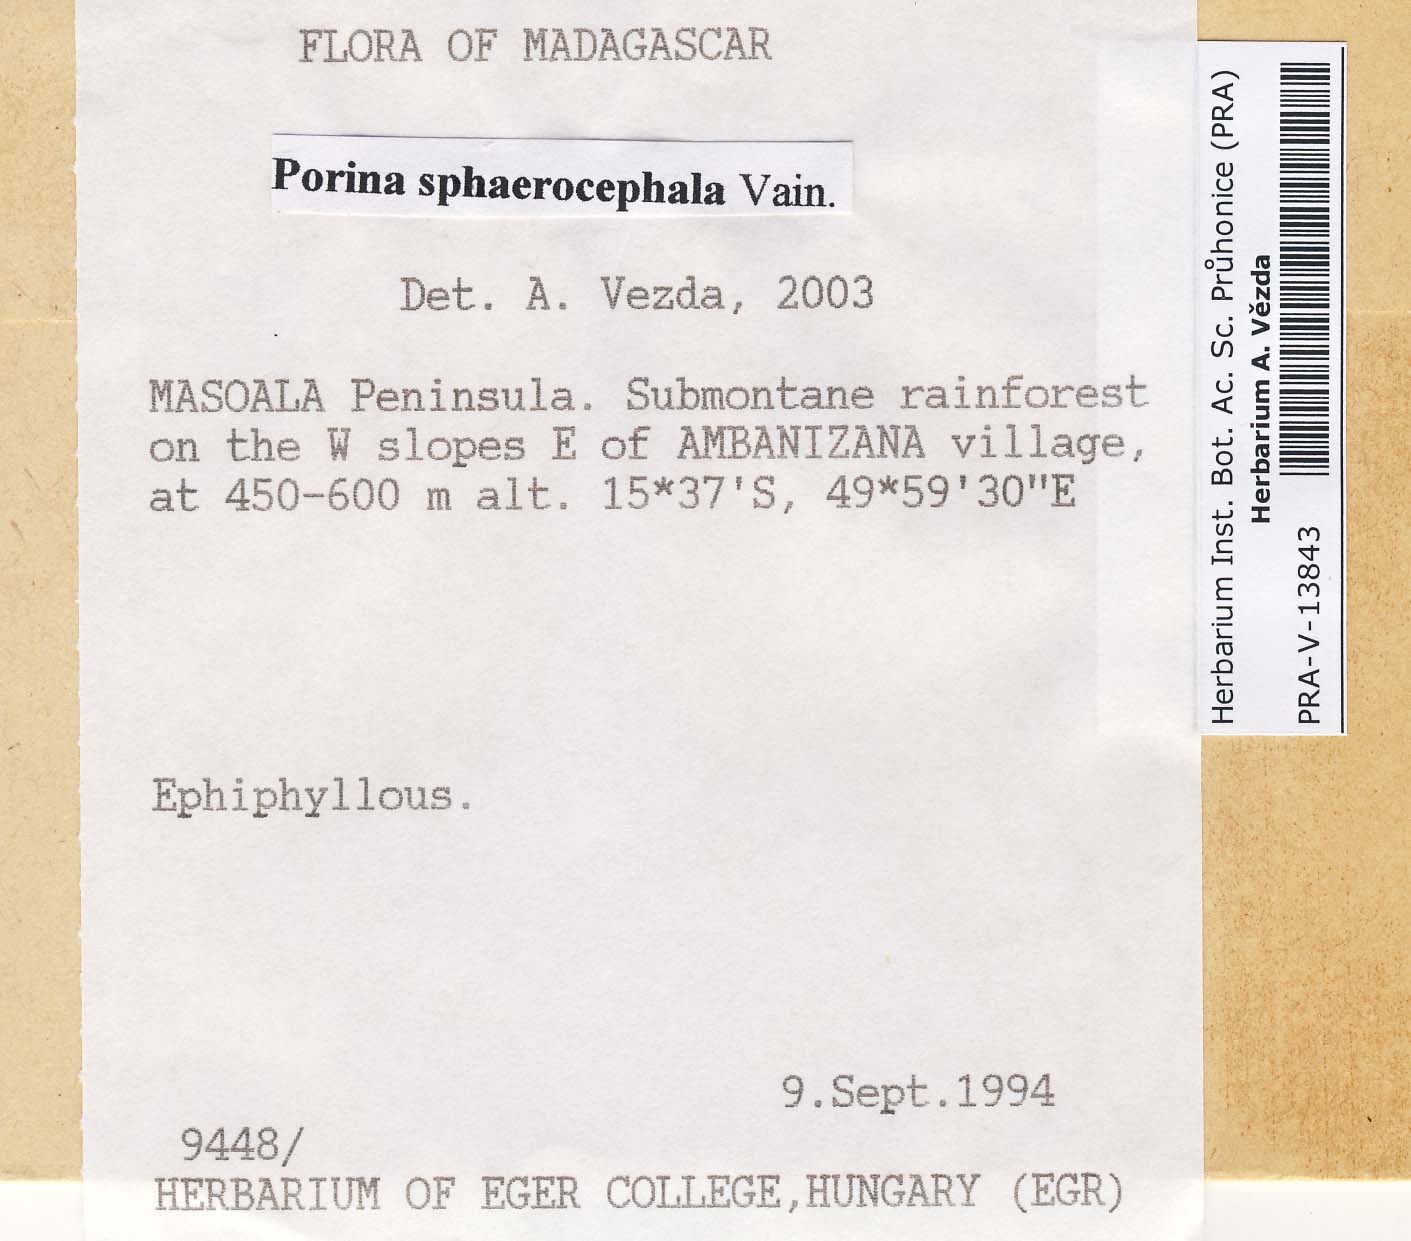 FLORA OF MADAGASCAR
Porina sphaerocephala Vain.
Det. A. Vezda, 2003
MASOALA Peninsula. Submontane rainforest
on the W slopes E of AMBANIZANA village,
at 450-600 m alt. 15*37'S, 49*59'30"E
Ephiphyllous.
9.Sept.1994
9448/
HERBARIUM OF EGER COLLEGE,HUNGARY (EGR)
Herbarium Inst. Bot. Ac. Sc. Průhonice (PRA)
Herbarium A. Vězda
PRA-V-13843